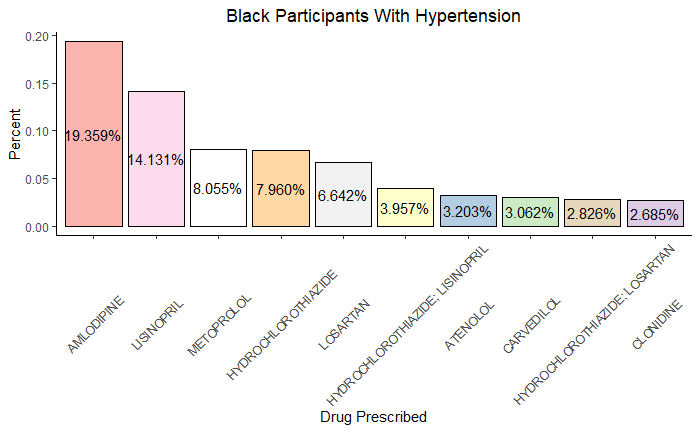 Black Participants With Hypertension
Percent
0.20
0.15
0.10
0.05
0.00
19.359%
14.131%
8.055%
7.960%
6.642%
3.957%
3.203%
3.062%
2.826%
2.685%
AMLODIPINE
LISINOPRIL
METOPROLOL
HYDROCHLOROTHIAZIDE
LOSARTAN
HYDROCHLOROTHIAZIDE; LISINOPRIL
ATENOLOL
CARVEDILOL
HYDROCHLOROTHIAZIDE; LOSARTAN
CLONIDINE
Drug Prescribed